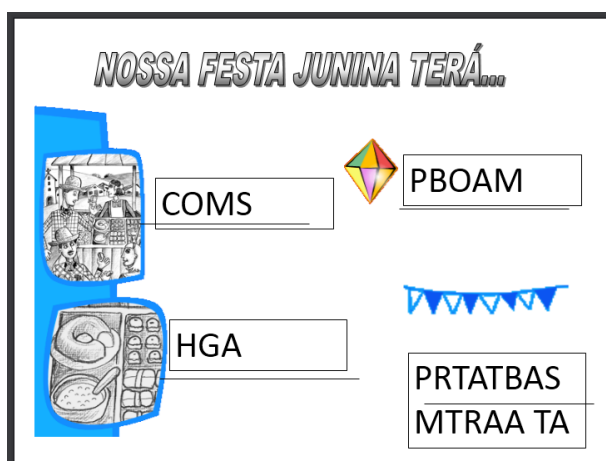 NOSSA FESTA JUNINA TERÁ...
COMS
PBOAM
HGA
PRTATBAS
MTRAA TA